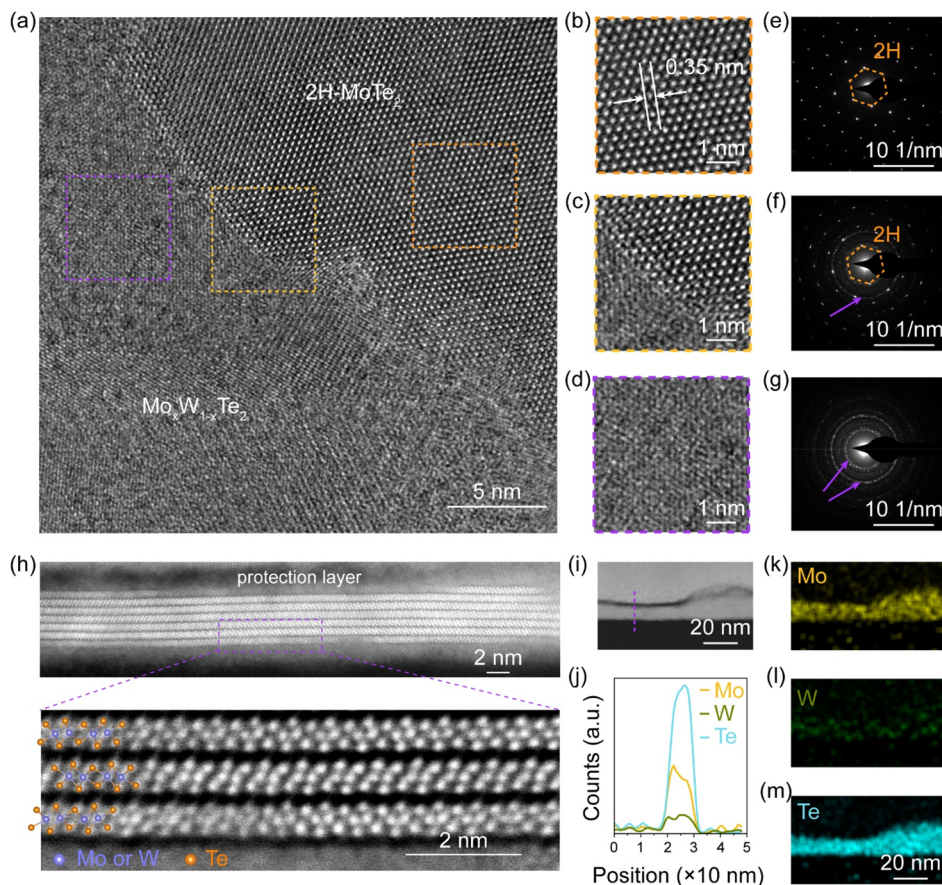 (a)
2H-MoTe₂
MoₓW₁₋ₓTe₂
5 nm
(b)
0.35 nm
1 nm
(c)
1 nm
(d)
1 nm
(e)
2H
10 1/nm
(f)
2H
10 1/nm
(g)
10 1/nm
(h)
protection layer
2 nm
2 nm
Mo or W
Te
(i)
20 nm
(j)
Counts (a.u.)
Mo
W
Te
0 1 2 3 4 5
Position (×10 nm)
(k)
Mo
(l)
W
(m)
Te
20 nm